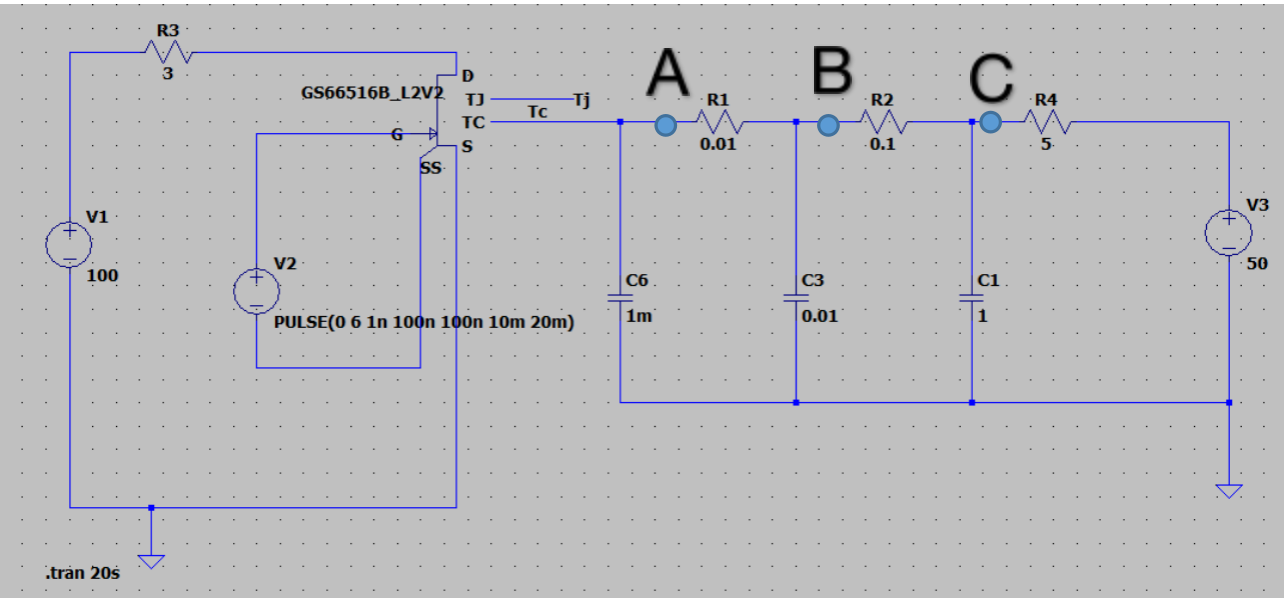 R3
3
A
B
C
D
GS66516B_L2V2
TJ
Tj
Tc
TC
R1
0.01
R2
0.1
R4
5
G
S
SS
V1
100
V2
PULSE(0 6 1n 100n 100n 10m 20m)
C6
1m
C3
0.01
C1
1
V3
50
.tran 20s